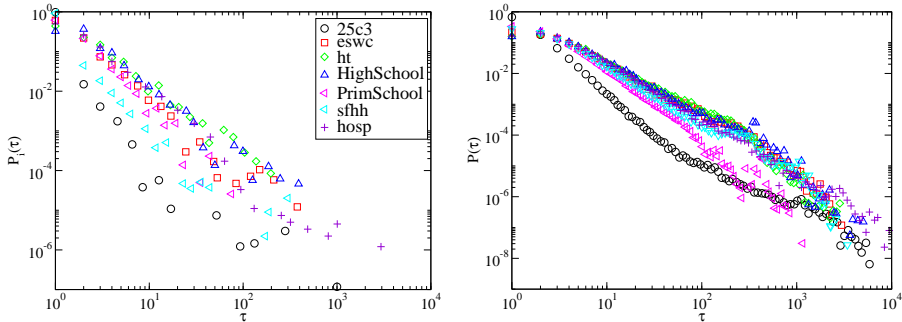 10^0
10^-2
10^-4
10^-6
P_i(τ)
10^0 10^1 10^2 10^3 10^4
τ
25c3
eswc
ht
HighSchool
PrimSchool
sfhh
hosp
10^0
10^-2
10^-4
10^-6
10^-8
P(τ)
10^0 10^1 10^2 10^3 10^4
τ